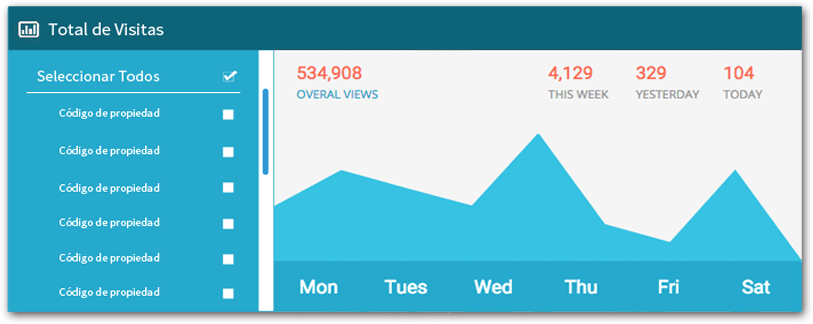 Total de Visitas
Seleccionar Todos
Código de propiedad
Código de propiedad
Código de propiedad
Código de propiedad
Código de propiedad
Código de propiedad
534,908
OVERAL VIEWS
4,129
THIS WEEK
329
YESTERDAY
104
TODAY
Mon Tues Wed Thu Fri Sat